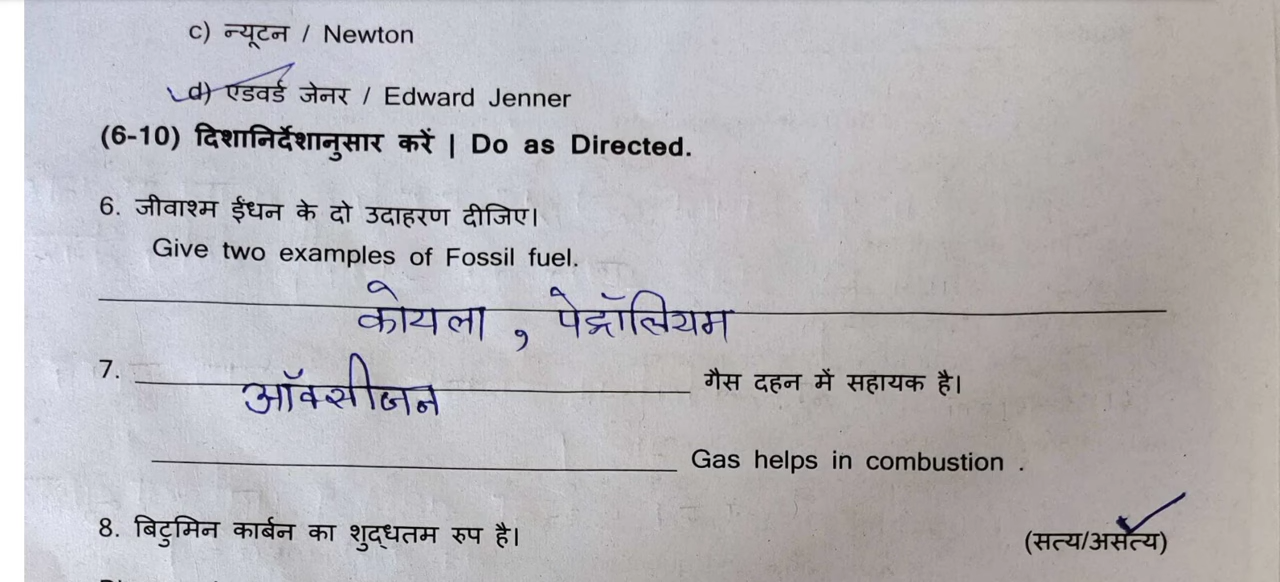 c) न्यूटन / Newton
d) एडवर्ड जेनर / Edward Jenner
(6-10) दिशानिर्देशानुसार करें | Do as Directed.
6. जीवाश्म ईंधन के दो उदाहरण दीजिए।
Give two examples of Fossil fuel.
कोयला , पेट्रॉलियम
7. ऑक्सीजन गैस दहन में सहायक है।
Gas helps in combustion .
8. बिटुमिन कार्बन का शुद्धतम रुप है। (सत्य/असत्य)